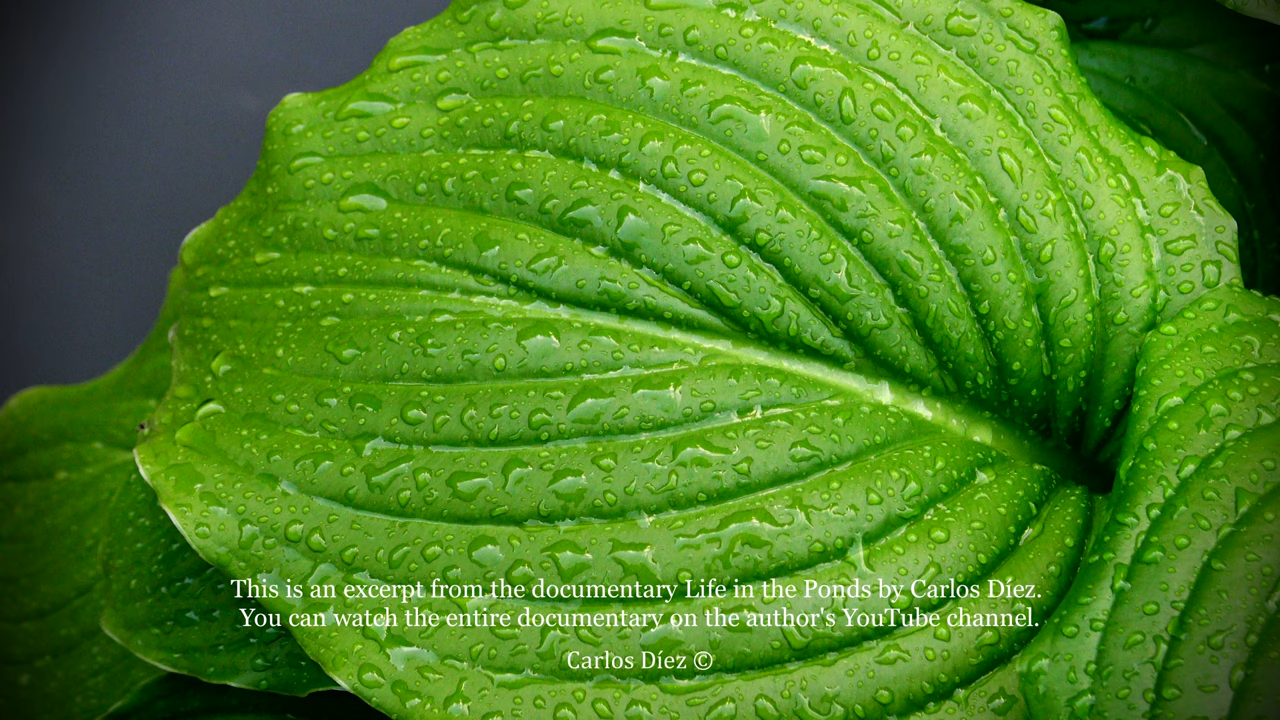 This is an excerpt from the documentary Life in the Ponds by Carlos Díez.
You can watch the entire documentary on the author's YouTube channel.
Carlos Díez ©